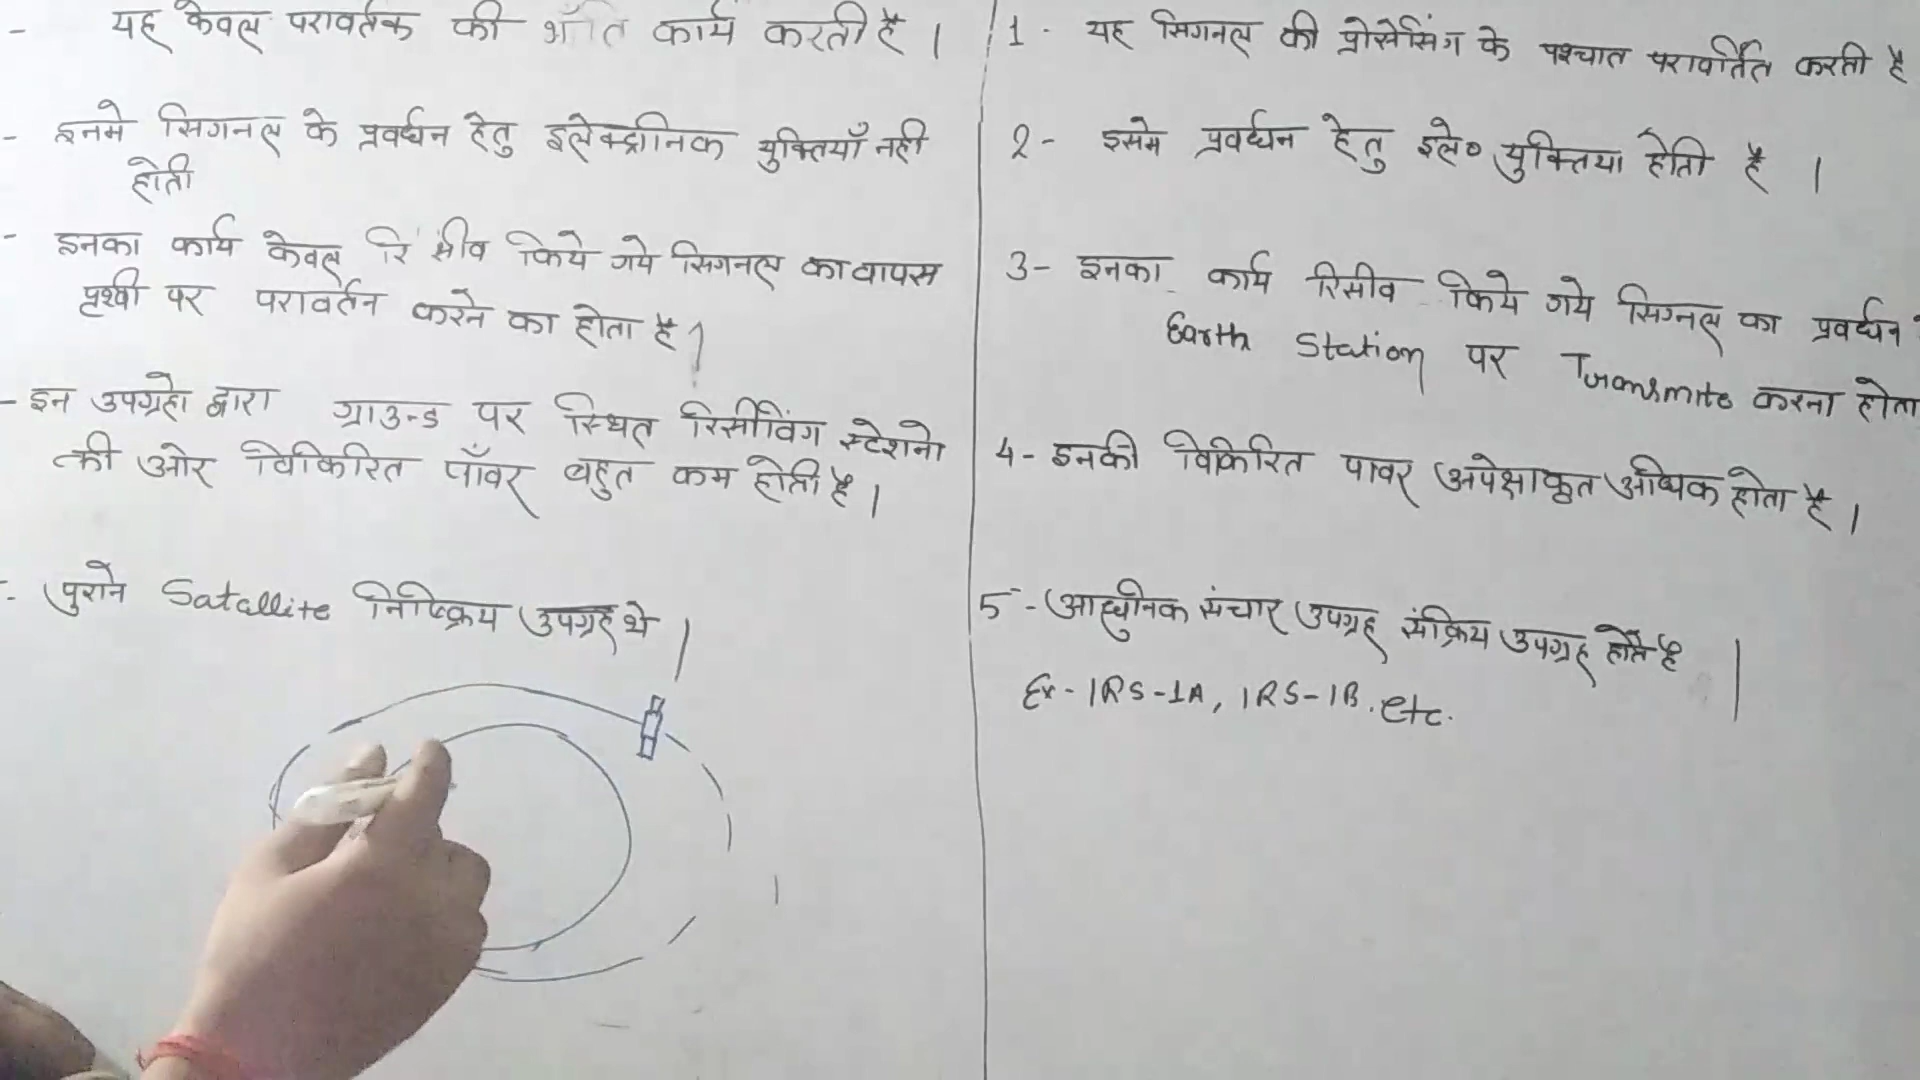 - यह केवल परावर्तक की भाँति कार्य करती है ।
- इनमे सिगनल के प्रवर्धन हेतु इलेक्ट्रानिक युक्तियाँ नही
होती
- इनका कार्य केवल रिसीव किये गये सिगनल का वापस
पृथ्वी पर परावर्तन करने का होता है ।
- इन उपग्रहो द्वारा ग्राउन्ड पर स्थित रिसीविंग स्टेशनो
की ओर विकिरित पॉवर बहुत कम होती है ।
- पुराने Satallite निष्क्रिय उपग्रह थे ।
1- यह सिगनल की प्रोसेसिंग के पश्चात परावर्तित करती है
2- इसमे प्रवर्धन हेतु इले० युक्तिया होती है ।
3- इनका कार्य रिसीव किये गये सिग्नल का प्रवर्धन
Earth Station पर Transmite करना होता
4- इनकी विकिरित पावर अपेक्षाकृत अधिक होता है ।
5- आधुनिक संचार उपग्रह सक्रिय उपग्रह होते है ।
Ex- IRS-1A, IRS-1B. etc.